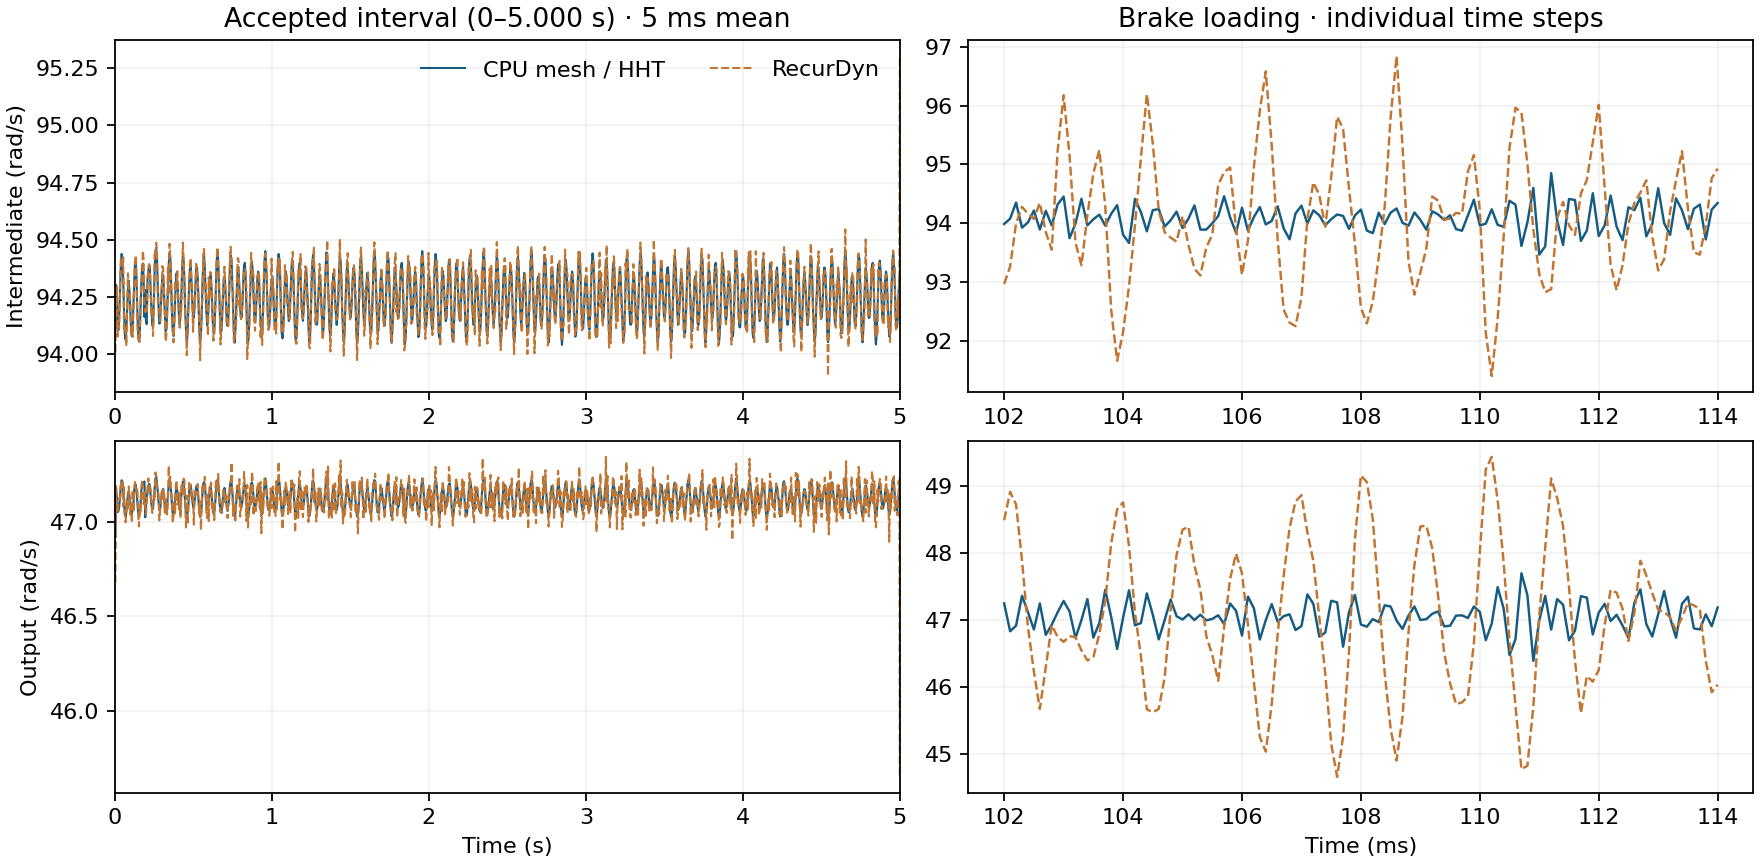 Accepted interval (0–5.000 s) · 5 ms mean
Brake loading · individual time steps
CPU mesh / HHT
RecurDyn
Intermediate (rad/s)
95.25
95.00
94.75
94.50
94.25
94.00
0 1 2 3 4 5
97
96
95
94
93
92
102 104 106 108 110 112 114
Output (rad/s)
47.0
46.5
46.0
0 1 2 3 4 5
Time (s)
49
48
47
46
45
102 104 106 108 110 112 114
Time (ms)